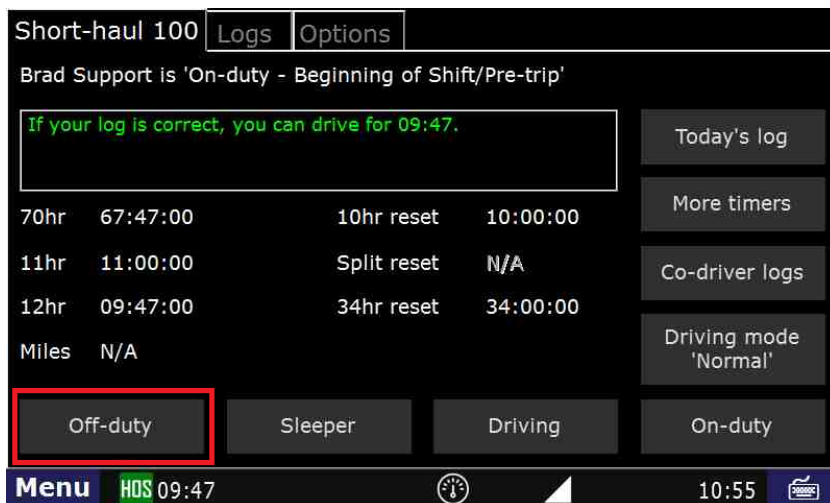 Short-haul 100 Logs Options
Brad Support is 'On-duty - Beginning of Shift/Pre-trip'
If your log is correct, you can drive for 09:47.
Today's log
More timers
Co-driver logs
Driving mode
'Normal'
70hr 67:47:00 10hr reset 10:00:00
11hr 11:00:00 Split reset N/A
12hr 09:47:00 34hr reset 34:00:00
Miles N/A
Off-duty Sleeper Driving On-duty
Menu HOS 09:47 10:55